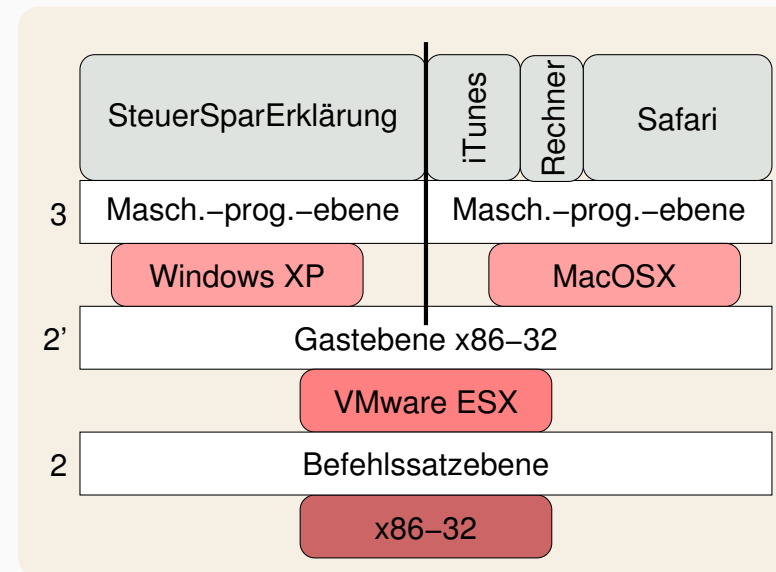 SteuerSparErklärung
iTunes
Rechner
Safari
3
Masch.–prog.–ebene
Masch.–prog.–ebene
Windows XP
MacOSX
2’
Gastebene x86–32
VMware ESX
2
Befehlssatzebene
x86–32